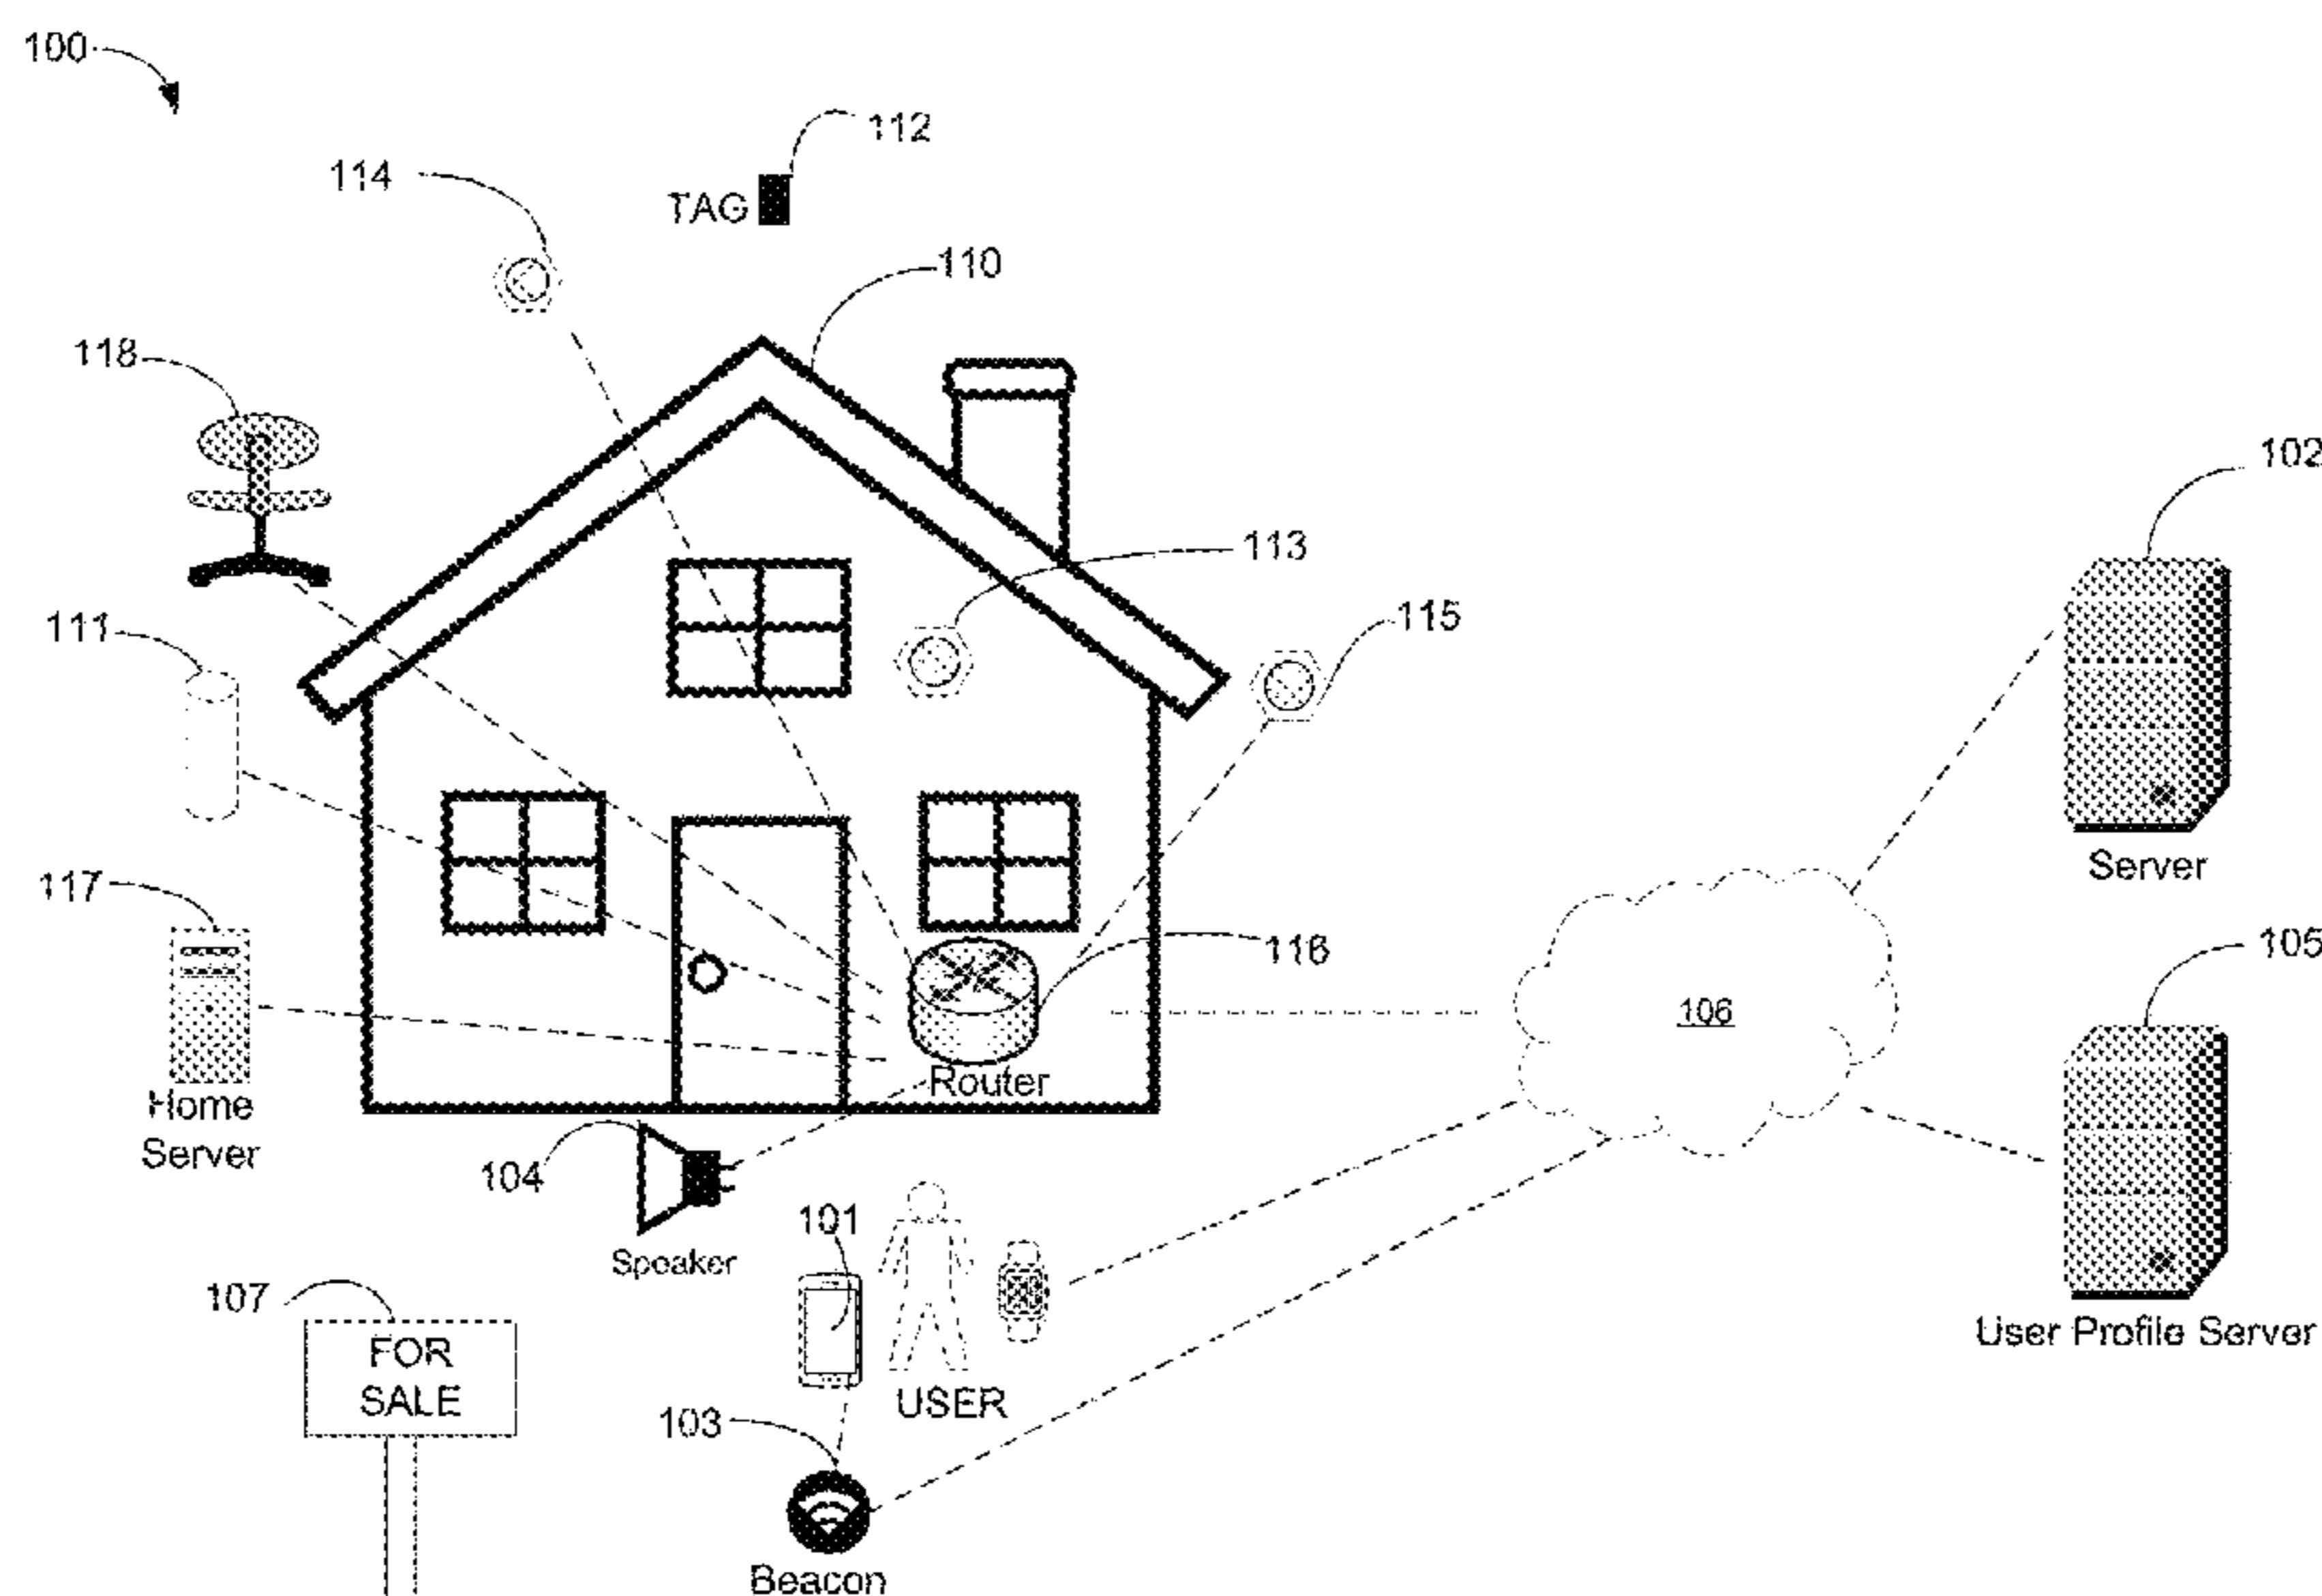 100
112
114
TAG
110
118
102
113
111
115
117
Server
105
116
106
Router
Home
Server
104
101
Speaker
107
User Profile Server
FOR
SALE
USER
103
Beacon